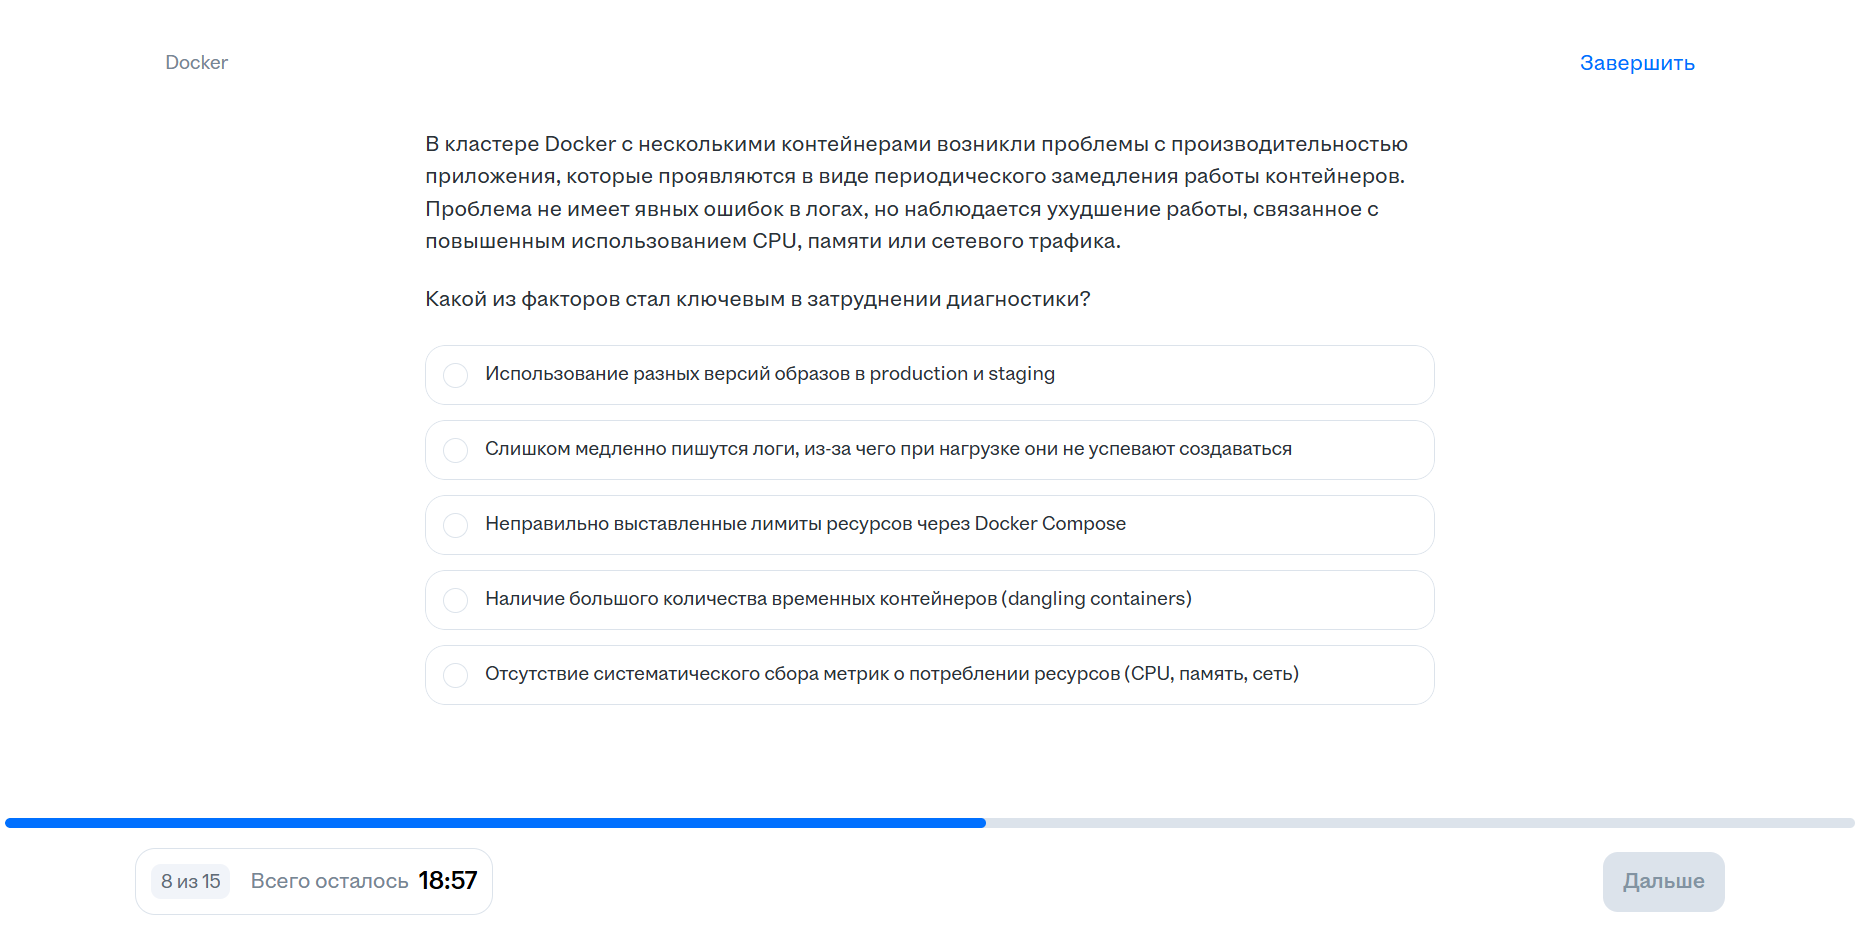 Docker
Завершить
В кластере Docker с несколькими контейнерами возникли проблемы с производительностью
приложения, которые проявляются в виде периодического замедления работы контейнеров.
Проблема не имеет явных ошибок в логах, но наблюдается ухудшение работы, связанное с
повышенным использованием CPU, памяти или сетевого трафика.
Какой из факторов стал ключевым в затруднении диагностики?
Использование разных версий образов в production и staging
Слишком медленно пишутся логи, из-за чего при нагрузке они не успевают создаваться
Неправильно выставленные лимиты ресурсов через Docker Compose
Наличие большого количества временных контейнеров (dangling containers)
Отсутствие систематического сбора метрик о потреблении ресурсов (CPU, память, сеть)
8 из 15
Всего осталось 18:57
Дальше